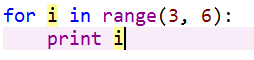 for i in range(3, 6):
    print i